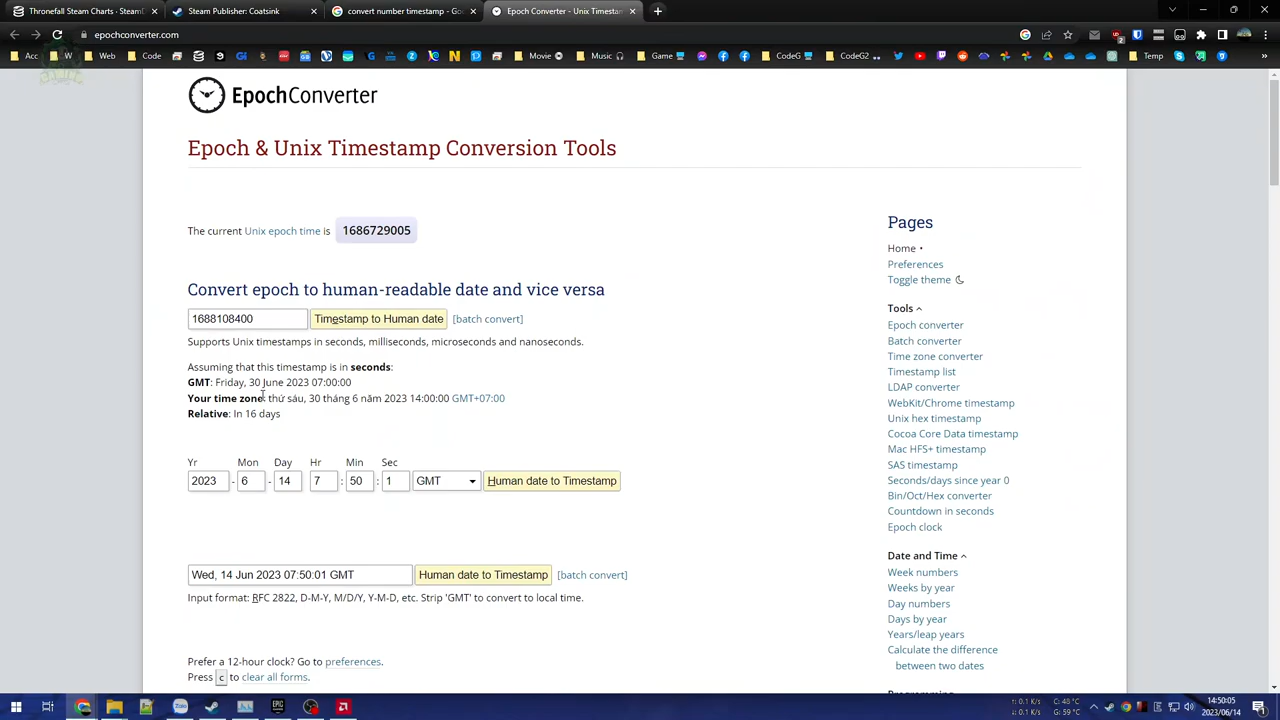 Thronefall Charts · SteamD
Steam Publish
convert number timestamp - Goo
Epoch Converter - Unix Timestam
epochconverter.com
Acc
W
Web
Code
Movie
Music
Game
CodeG
CodeG2
Temp
EpochConverter
Epoch & Unix Timestamp Conversion Tools
The current Unix epoch time is 1686729005
Convert epoch to human-readable date and vice versa
1688108400 Timestamp to Human date [batch convert]
Supports Unix timestamps in seconds, milliseconds, microseconds and nanoseconds.
Assuming that this timestamp is in seconds:
GMT: Friday, 30 June 2023 07:00:00
Your time zone: thứ sáu, 30 tháng 6 năm 2023 14:00:00 GMT+07:00
Relative: In 16 days
Yr Mon Day Hr Min Sec
2023 - 6 - 14 7 : 50 : 1 GMT Human date to Timestamp
Wed, 14 Jun 2023 07:50:01 GMT Human date to Timestamp [batch convert]
Input format: RFC 2822, D-M-Y, M/D/Y, Y-M-D, etc. Strip 'GMT' to convert to local time.
Prefer a 12-hour clock? Go to preferences.
Press c to clear all forms.
Pages
Home •
Preferences
Toggle theme
Tools
Epoch converter
Batch converter
Time zone converter
Timestamp list
LDAP converter
WebKit/Chrome timestamp
Unix hex timestamp
Cocoa Core Data timestamp
Mac HFS+ timestamp
SAS timestamp
Seconds/days since year 0
Bin/Oct/Hex converter
Countdown in seconds
Epoch clock
Date and Time
Week numbers
Weeks by year
Day numbers
Days by year
Years/leap years
Calculate the difference
between two dates
Programming
↑: 0.1 K/s
↓: 0.1 K/s
C: 48°C
G: 59°C
14:50:05
2023/06/14